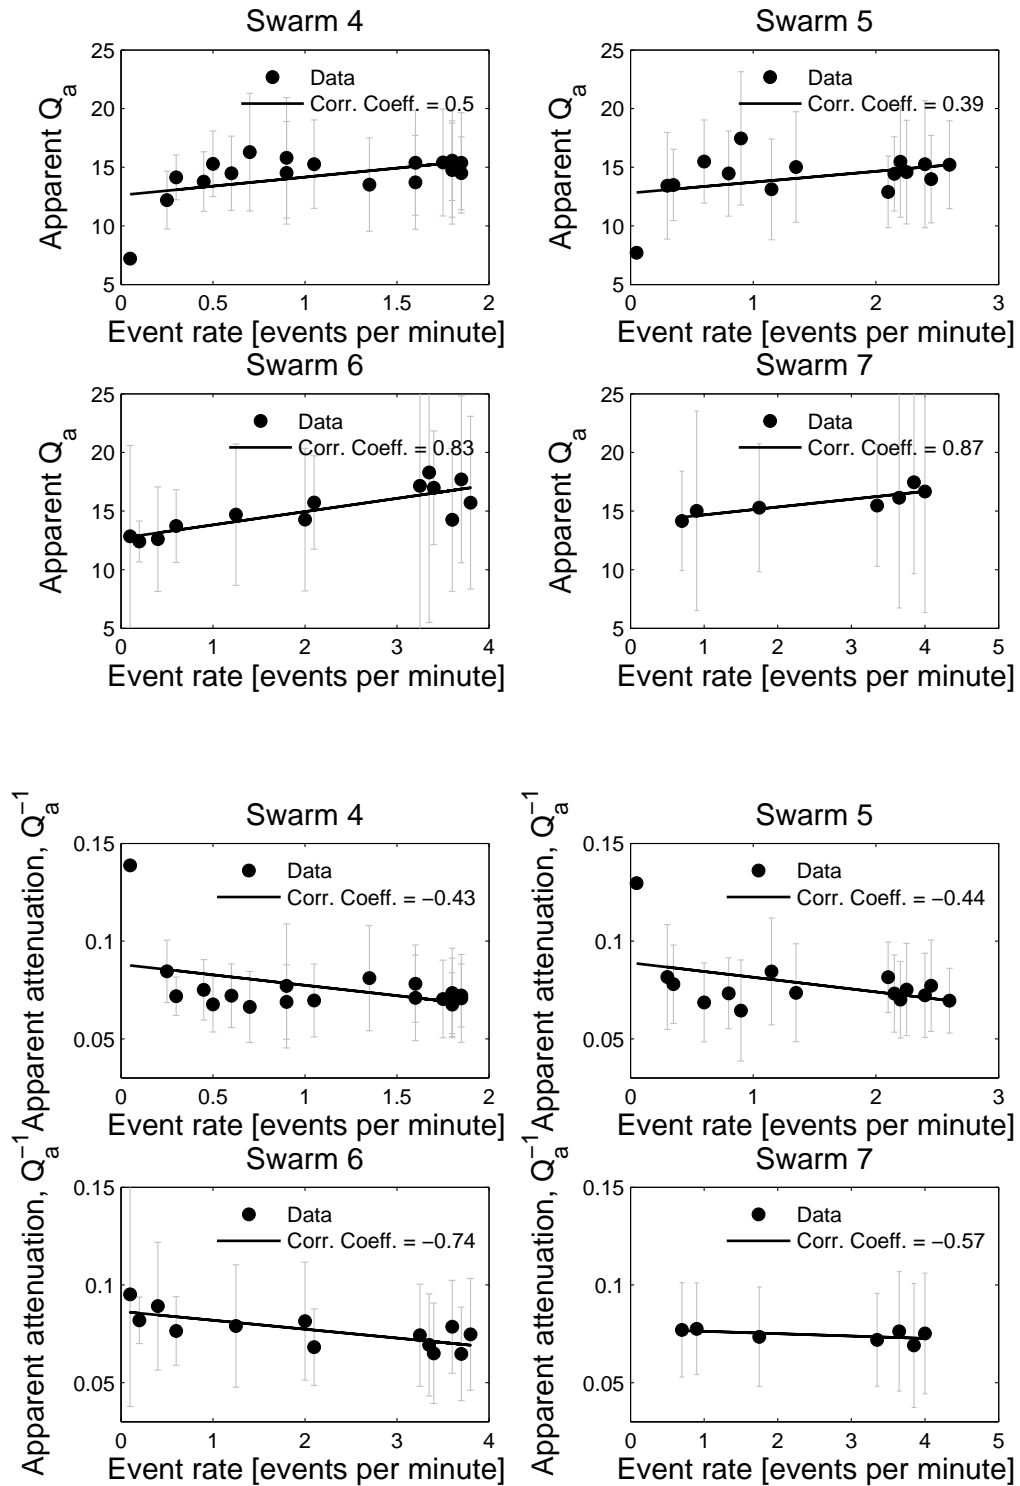 Swarm 4
Apparent Q_a
25
20
15
10
5
Data
Corr. Coeff. = 0.5
0 0.5 1 1.5 2
Event rate [events per minute]
Swarm 5
Apparent Q_a
25
20
15
10
5
Data
Corr. Coeff. = 0.39
0 1 2 3
Event rate [events per minute]
Swarm 6
Apparent Q_a
25
20
15
10
5
Data
Corr. Coeff. = 0.83
0 1 2 3 4
Event rate [events per minute]
Swarm 7
Apparent Q_a
25
20
15
10
5
Data
Corr. Coeff. = 0.87
0 1 2 3 4 5
Event rate [events per minute]
Swarm 4
Apparent attenuation, Q_a^−1
0.15
0.1
0.05
Data
Corr. Coeff. = −0.43
0 0.5 1 1.5 2
Event rate [events per minute]
Swarm 5
Apparent attenuation, Q_a^−1
0.15
0.1
0.05
Data
Corr. Coeff. = −0.44
0 1 2 3
Event rate [events per minute]
Swarm 6
Apparent attenuation, Q_a^−1
0.15
0.1
0.05
Data
Corr. Coeff. = −0.74
0 1 2 3 4
Event rate [events per minute]
Swarm 7
Apparent attenuation, Q_a^−1
0.15
0.1
0.05
Data
Corr. Coeff. = −0.57
0 1 2 3 4 5
Event rate [events per minute]